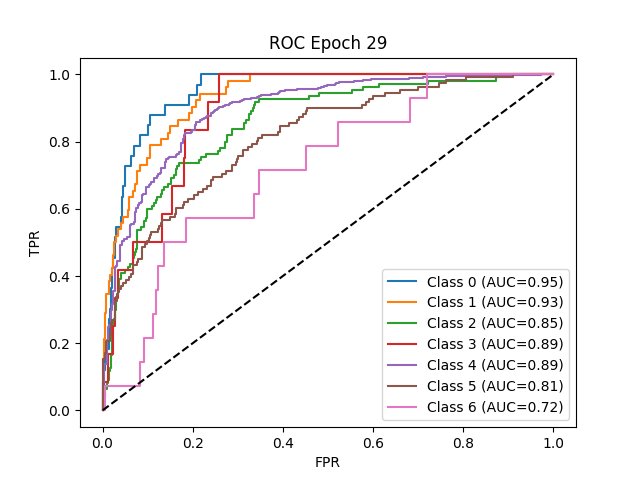 ROC Epoch 29
TPR
1.0
0.8
0.6
0.4
0.2
0.0
Class 0 (AUC=0.95)
Class 1 (AUC=0.93)
Class 2 (AUC=0.85)
Class 3 (AUC=0.89)
Class 4 (AUC=0.89)
Class 5 (AUC=0.81)
Class 6 (AUC=0.72)
0.0 0.2 0.4 0.6 0.8 1.0
FPR